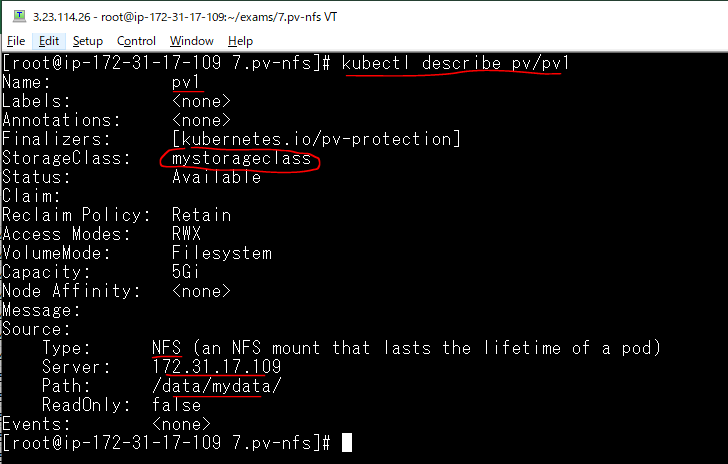 3.23.114.26 - root@ip-172-31-17-109:~/exams/7.pv-nfs VT
File Edit Setup Control Window Help
[root@ip-172-31-17-109 7.pv-nfs]# kubectl describe pv/pv1
Name: pv1
Labels: <none>
Annotations: <none>
Finalizers: [kubernetes.io/pv-protection]
StorageClass: mystorageclass
Status: Available
Claim:
Reclaim Policy: Retain
Access Modes: RWX
VolumeMode: Filesystem
Capacity: 5Gi
Node Affinity: <none>
Message:
Source:
Type: NFS (an NFS mount that lasts the lifetime of a pod)
Server: 172.31.17.109
Path: /data/mydata/
ReadOnly: false
Events: <none>
[root@ip-172-31-17-109 7.pv-nfs]#